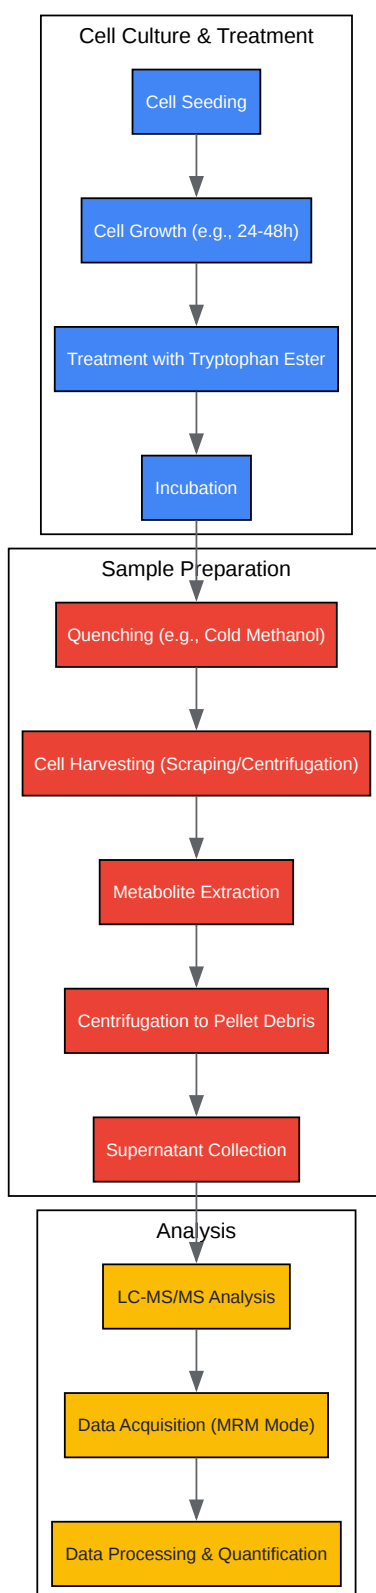 Cell Culture & Treatment
Cell Seeding
Cell Growth (e.g., 24-48h)
Treatment with Tryptophan Ester
Incubation
Sample Preparation
Quenching (e.g., Cold Methanol)
Cell Harvesting (Scraping/Centrifugation)
Metabolite Extraction
Centrifugation to Pellet Debris
Supernatant Collection
Analysis
LC-MS/MS Analysis
Data Acquisition (MRM Mode)
Data Processing & Quantification